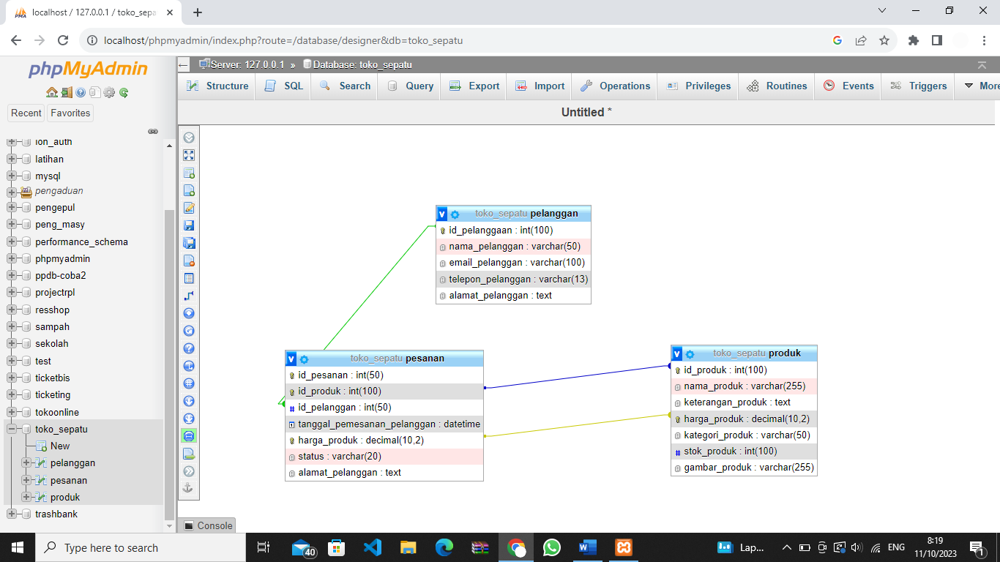 localhost / 127.0.0.1 / toko_sepa
localhost/phpmyadmin/index.php?route=/database/designer&db=toko_sepatu
phpMyAdmin
Recent Favorites
ion_auth
latihan
mysql
pengaduan
pengepul
peng_masy
performance_schema
phpmyadmin
ppdb-coba2
projectrpl
resshop
sampah
sekolah
test
ticketbis
ticketing
tokoonline
toko_sepatu
New
pelanggan
pesanan
produk
trashbank
Server: 127.0.0.1 » Database: toko_sepatu
Structure SQL Search Query Export Import Operations Privileges Routines Events Triggers More
Untitled *
toko_sepatu pelanggan
id_pelanggaan : int(100)
nama_pelanggan : varchar(50)
email_pelanggan : varchar(100)
telepon_pelanggan : varchar(13)
alamat_pelanggan : text
toko_sepatu pesanan
id_pesanan : int(50)
id_produk : int(100)
id_pelanggan : int(50)
tanggal_pemesanan_pelanggan : datetime
harga_produk : decimal(10,2)
status : varchar(20)
alamat_pelanggan : text
toko_sepatu produk
id_produk : int(100)
nama_produk : varchar(255)
keterangan_produk : text
harga_produk : decimal(10,2)
kategori_produk : varchar(50)
stok_produk : int(100)
gambar_produk : varchar(255)
Console
Type here to search
40
Lap...
ENG
8:19
11/10/2023
1